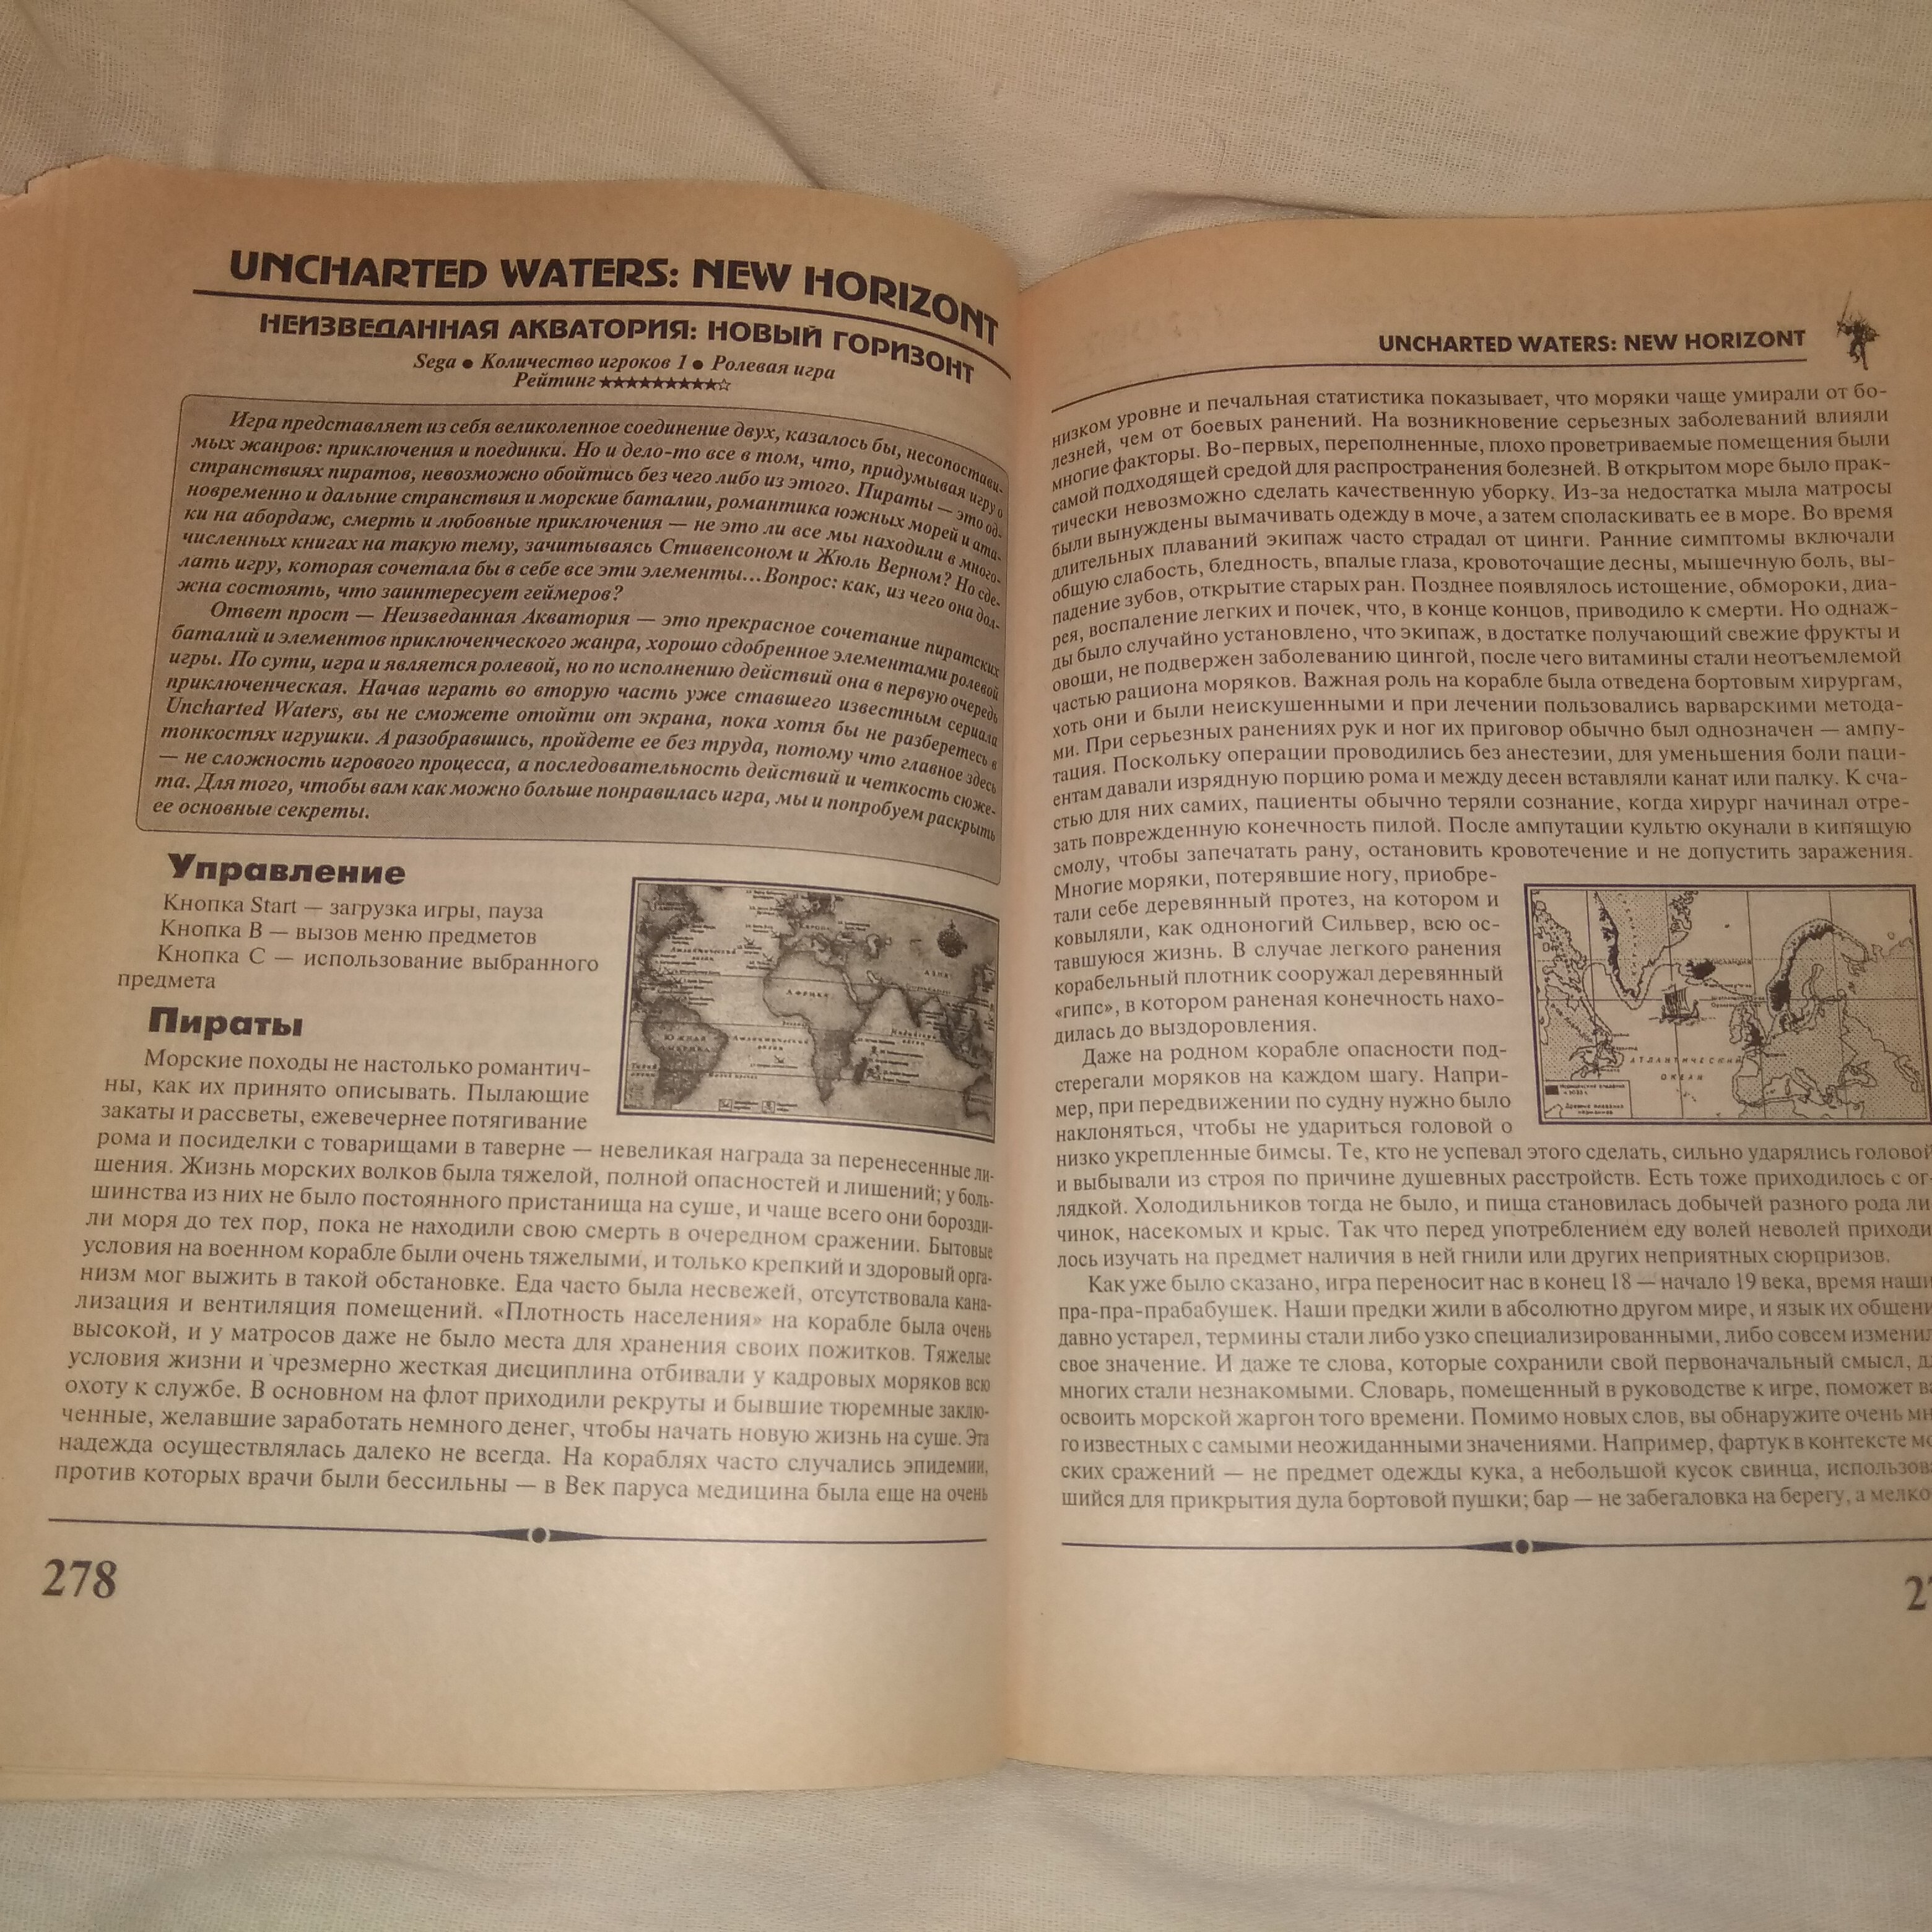 UNCHARTED WATERS: NEW HORIZONT
НЕИЗВЕДАННАЯ АКВАТОРИЯ: НОВЫЙ ГОРИЗОНТ
Sega ● Количество игроков 1 ● Ролевая игра
Рейтинг ★★★★★★★★★☆
Игра представляет из себя великолепное соединение двух, казалось бы, несопостави-
мых жанров: приключения и поединки. Но и дело-то все в том, что, придумывая игру о
странствиях пиратов, невозможно обойтись без чего либо из этого. Пираты — это од-
новременно и дальние странствия и морские баталии, романтика южных морей и ата-
ки на абордаж, смерть и любовные приключения — не это ли все мы находили в много-
численных книгах на такую тему, зачитываясь Стивенсоном и Жюль Верном? Но сде-
лать игру, которая сочетала бы в себе все эти элементы... Вопрос: как, из чего она дол-
жна состоять, что заинтересует геймеров?
Ответ прост — Неизведанная Акватория — это прекрасное сочетание пиратских
баталий и элементов приключенческого жанра, хорошо сдобренное элементами ролевой
игры. По сути, игра и является ролевой, но по исполнению действий она в первую очередь
приключенческая. Начав играть во вторую часть уже ставшего известным сериала
Uncharted Waters, вы не сможете отойти от экрана, пока хотя бы не разберетесь в
тонкостях игрушки. А разобравшись, пройдете ее без труда, потому что главное здесь
— не сложность игрового процесса, а последовательность действий и четкость сюже-
та. Для того, чтобы вам как можно больше понравилась игра, мы и попробуем раскрыть
ее основные секреты.
Управление
Кнопка Start — загрузка игры, пауза
Кнопка B — вызов меню предметов
Кнопка C — использование выбранного
предмета
Пираты
Морские походы не настолько романтич-
ны, как их принято описывать. Пылающие
закаты и рассветы, ежевечернее потягивание
рома и посиделки с товарищами в таверне — невеликая награда за перенесенные ли-
шения. Жизнь морских волков была тяжелой, полной опасностей и лишений; у боль-
шинства из них не было постоянного пристанища на суше, и чаще всего они борозди-
ли моря до тех пор, пока не находили свою смерть в очередном сражении. Бытовые
условия на военном корабле были очень тяжелыми, и только крепкий и здоровый орга-
низм мог выжить в такой обстановке. Еда часто была несвежей, отсутствовала кана-
лизация и вентиляция помещений. «Плотность населения» на корабле была очень
высокой, и у матросов даже не было места для хранения своих пожитков. Тяжелые
условия жизни и чрезмерно жесткая дисциплина отбивали у кадровых моряков всю
охоту к службе. В основном на флот приходили рекруты и бывшие тюремные заклю-
ченные, желавшие заработать немного денег, чтобы начать новую жизнь на суше. Эта
надежда осуществлялась далеко не всегда. На кораблях часто случались эпидемии,
против которых врачи были бессильны — в Век паруса медицина была еще на очень
278
UNCHARTED WATERS: NEW HORIZONT
низком уровне и печальная статистика показывает, что моряки чаще умирали от бо-
лезней, чем от боевых ранений. На возникновение серьезных заболеваний влияли
многие факторы. Во-первых, переполненные, плохо проветриваемые помещения были
самой подходящей средой для распространения болезней. В открытом море было прак-
тически невозможно сделать качественную уборку. Из-за недостатка мыла матросы
были вынуждены вымачивать одежду в моче, а затем споласкивать ее в море. Во время
длительных плаваний экипаж часто страдал от цинги. Ранние симптомы включали
общую слабость, бледность, впалые глаза, кровоточащие десны, мышечную боль, вы-
падение зубов, открытие старых ран. Позднее появлялось истощение, обмороки, диа-
рея, воспаление легких и почек, что, в конце концов, приводило к смерти. Но однаж-
ды было случайно установлено, что экипаж, в достатке получающий свежие фрукты и
овощи, не подвержен заболеванию цингой, после чего витамины стали неотъемлемой
частью рациона моряков. Важная роль на корабле была отведена бортовым хирургам,
хоть они и были неискушенными и при лечении пользовались варварскими метода-
ми. При серьезных ранениях рук и ног их приговор обычно был однозначен — ампу-
тация. Поскольку операции проводились без анестезии, для уменьшения боли паци-
ентам давали изрядную порцию рома и между десен вставляли канат или палку. К сча-
стью для них самих, пациенты обычно теряли сознание, когда хирург начинал отре-
зать поврежденную конечность пилой. После ампутации культю окунали в кипящую
смолу, чтобы запечатать рану, остановить кровотечение и не допустить заражения.
Многие моряки, потерявшие ногу, приобре-
тали себе деревянный протез, на котором и
ковыляли, как одноногий Сильвер, всю ос-
тавшуюся жизнь. В случае легкого ранения
корабельный плотник сооружал деревянный
«гипс», в котором раненая конечность нахо-
дилась до выздоровления.
АТЛАНТИЧЕСКИЙ
ОКЕАН
Даже на родном корабле опасности под-
стерегали моряков на каждом шагу. Напри-
мер, при передвижении по судну нужно было
наклоняться, чтобы не удариться головой о
низко укрепленные бимсы. Те, кто не успевал этого сделать, сильно ударялись головой
и выбывали из строя по причине душевных расстройств. Есть тоже приходилось с ог-
лядкой. Холодильников тогда не было, и пища становилась добычей разного рода ли
чинок, насекомых и крыс. Так что перед употреблением еду волей неволей приходи
лось изучать на предмет наличия в ней гнили или других неприятных сюрпризов.
Как уже было сказано, игра переносит нас в конец 18 — начало 19 века, время наши
пра-пра-прабабушек. Наши предки жили в абсолютно другом мире, и язык их общени
давно устарел, термины стали либо узко специализированными, либо совсем изменил
свое значение. И даже те слова, которые сохранили свой первоначальный смысл, д
многих стали незнакомыми. Словарь, помещенный в руководстве к игре, поможет ва
освоить морской жаргон того времени. Помимо новых слов, вы обнаружите очень мн
го известных с самыми неожиданными значениями. Например, фартук в контексте мо
ских сражений — не предмет одежды кука, а небольшой кусок свинца, использова
шийся для прикрытия дула бортовой пушки; бар — не забегаловка на берегу, а мелко